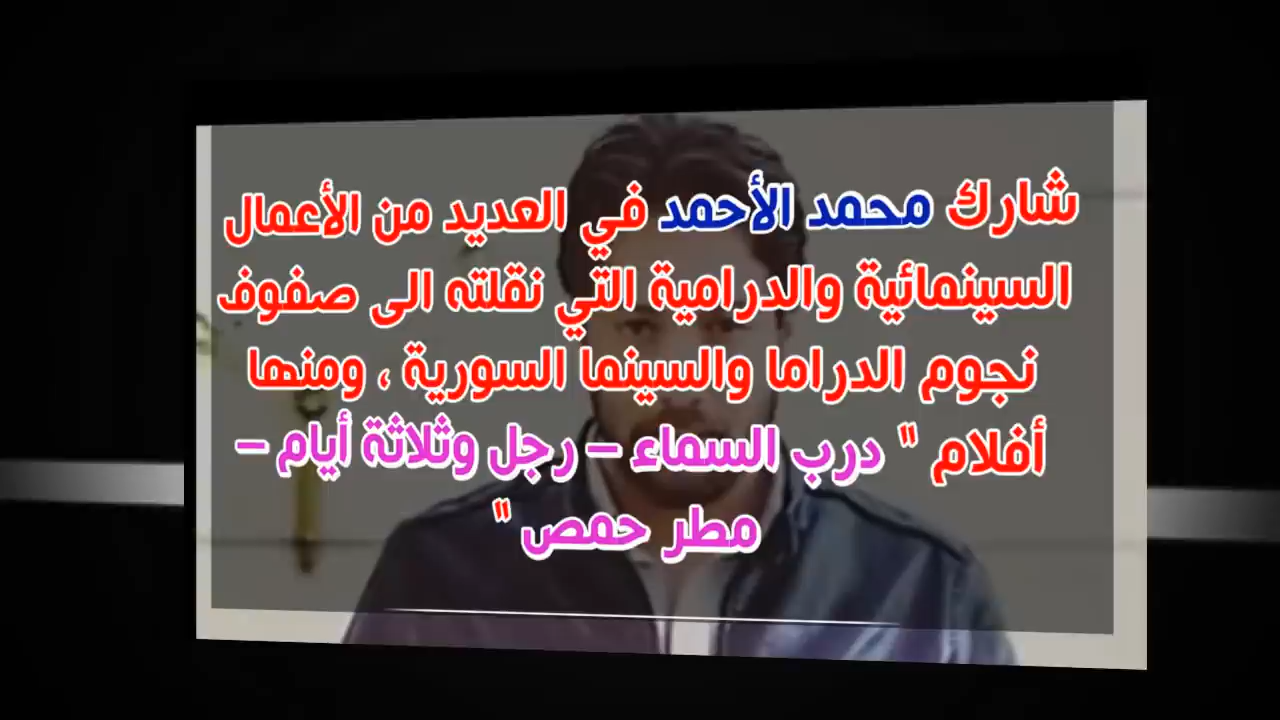 شارك محمد الأحمد في العديد من الأعمال
السينمائية والدرامية التي نقلته الى صفوف
نجوم الدراما والسينما السورية ، ومنها
أفلام " درب السماء – رجل وثلاثة أيام –
مطر حمص "